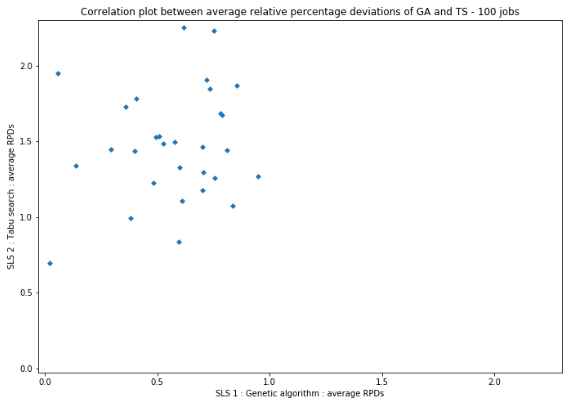 Correlation plot between average relative percentage deviations of GA and TS - 100 jobs
2.0
1.5
1.0
0.5
0.0
SLS 2 : Tabu search : average RPDs
0.0 0.5 1.0 1.5 2.0
SLS 1 : Genetic algorithm : average RPDs